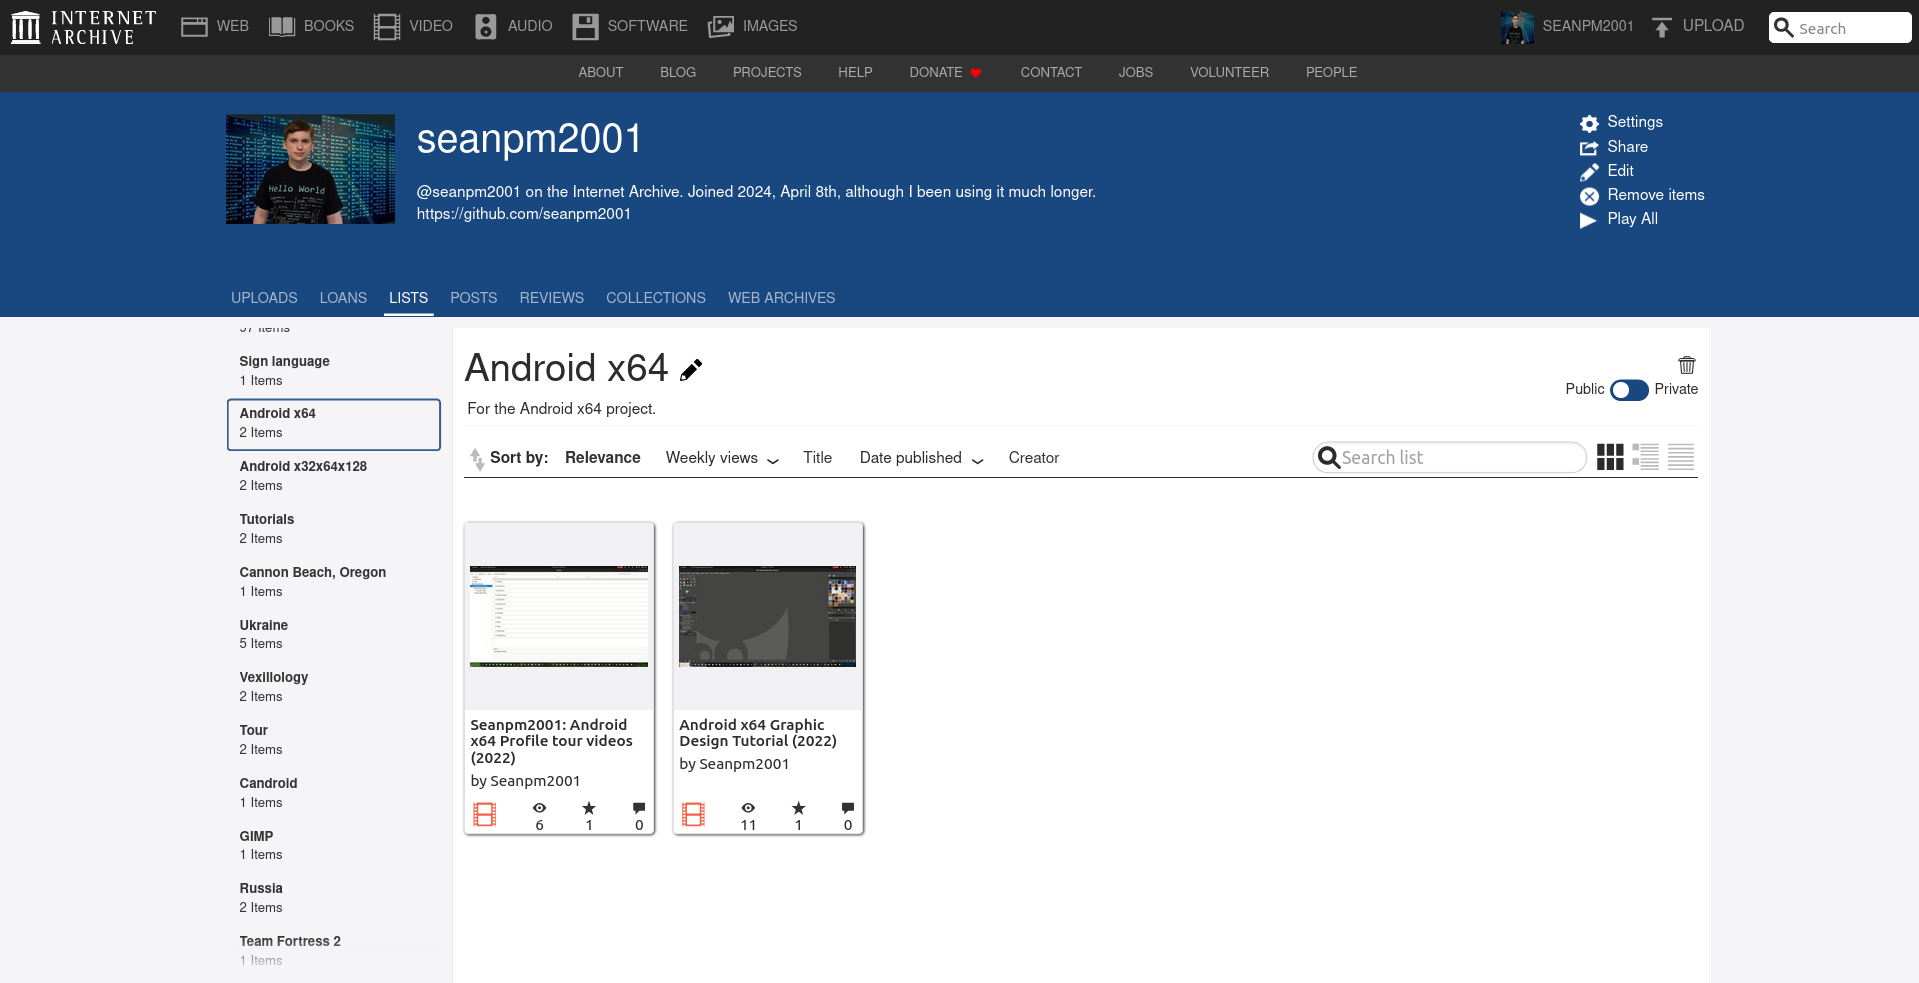 INTERNET ARCHIVE
WEB BOOKS VIDEO AUDIO SOFTWARE IMAGES
SEANPM2001 UPLOAD Search
ABOUT BLOG PROJECTS HELP DONATE CONTACT JOBS VOLUNTEER PEOPLE
Hello World
seanpm2001
@seanpm2001 on the Internet Archive. Joined 2024, April 8th, although I been using it much longer.
https://github.com/seanpm2001
Settings
Share
Edit
Remove items
Play All
UPLOADS LOANS LISTS POSTS REVIEWS COLLECTIONS WEB ARCHIVES
Sign language
1 Items
Android x64
2 Items
Android x32x64x128
2 Items
Tutorials
2 Items
Cannon Beach, Oregon
1 Items
Ukraine
5 Items
Vexillology
2 Items
Tour
2 Items
Candroid
1 Items
GIMP
1 Items
Russia
2 Items
Team Fortress 2
1 Items
Android x64
For the Android x64 project.
Public Private
Sort by: Relevance Weekly views Title Date published Creator
Search list
Seanpm2001: Android
x64 Profile tour videos
(2022)
by Seanpm2001
6 1 0
Android x64 Graphic
Design Tutorial (2022)
by Seanpm2001
11 1 0